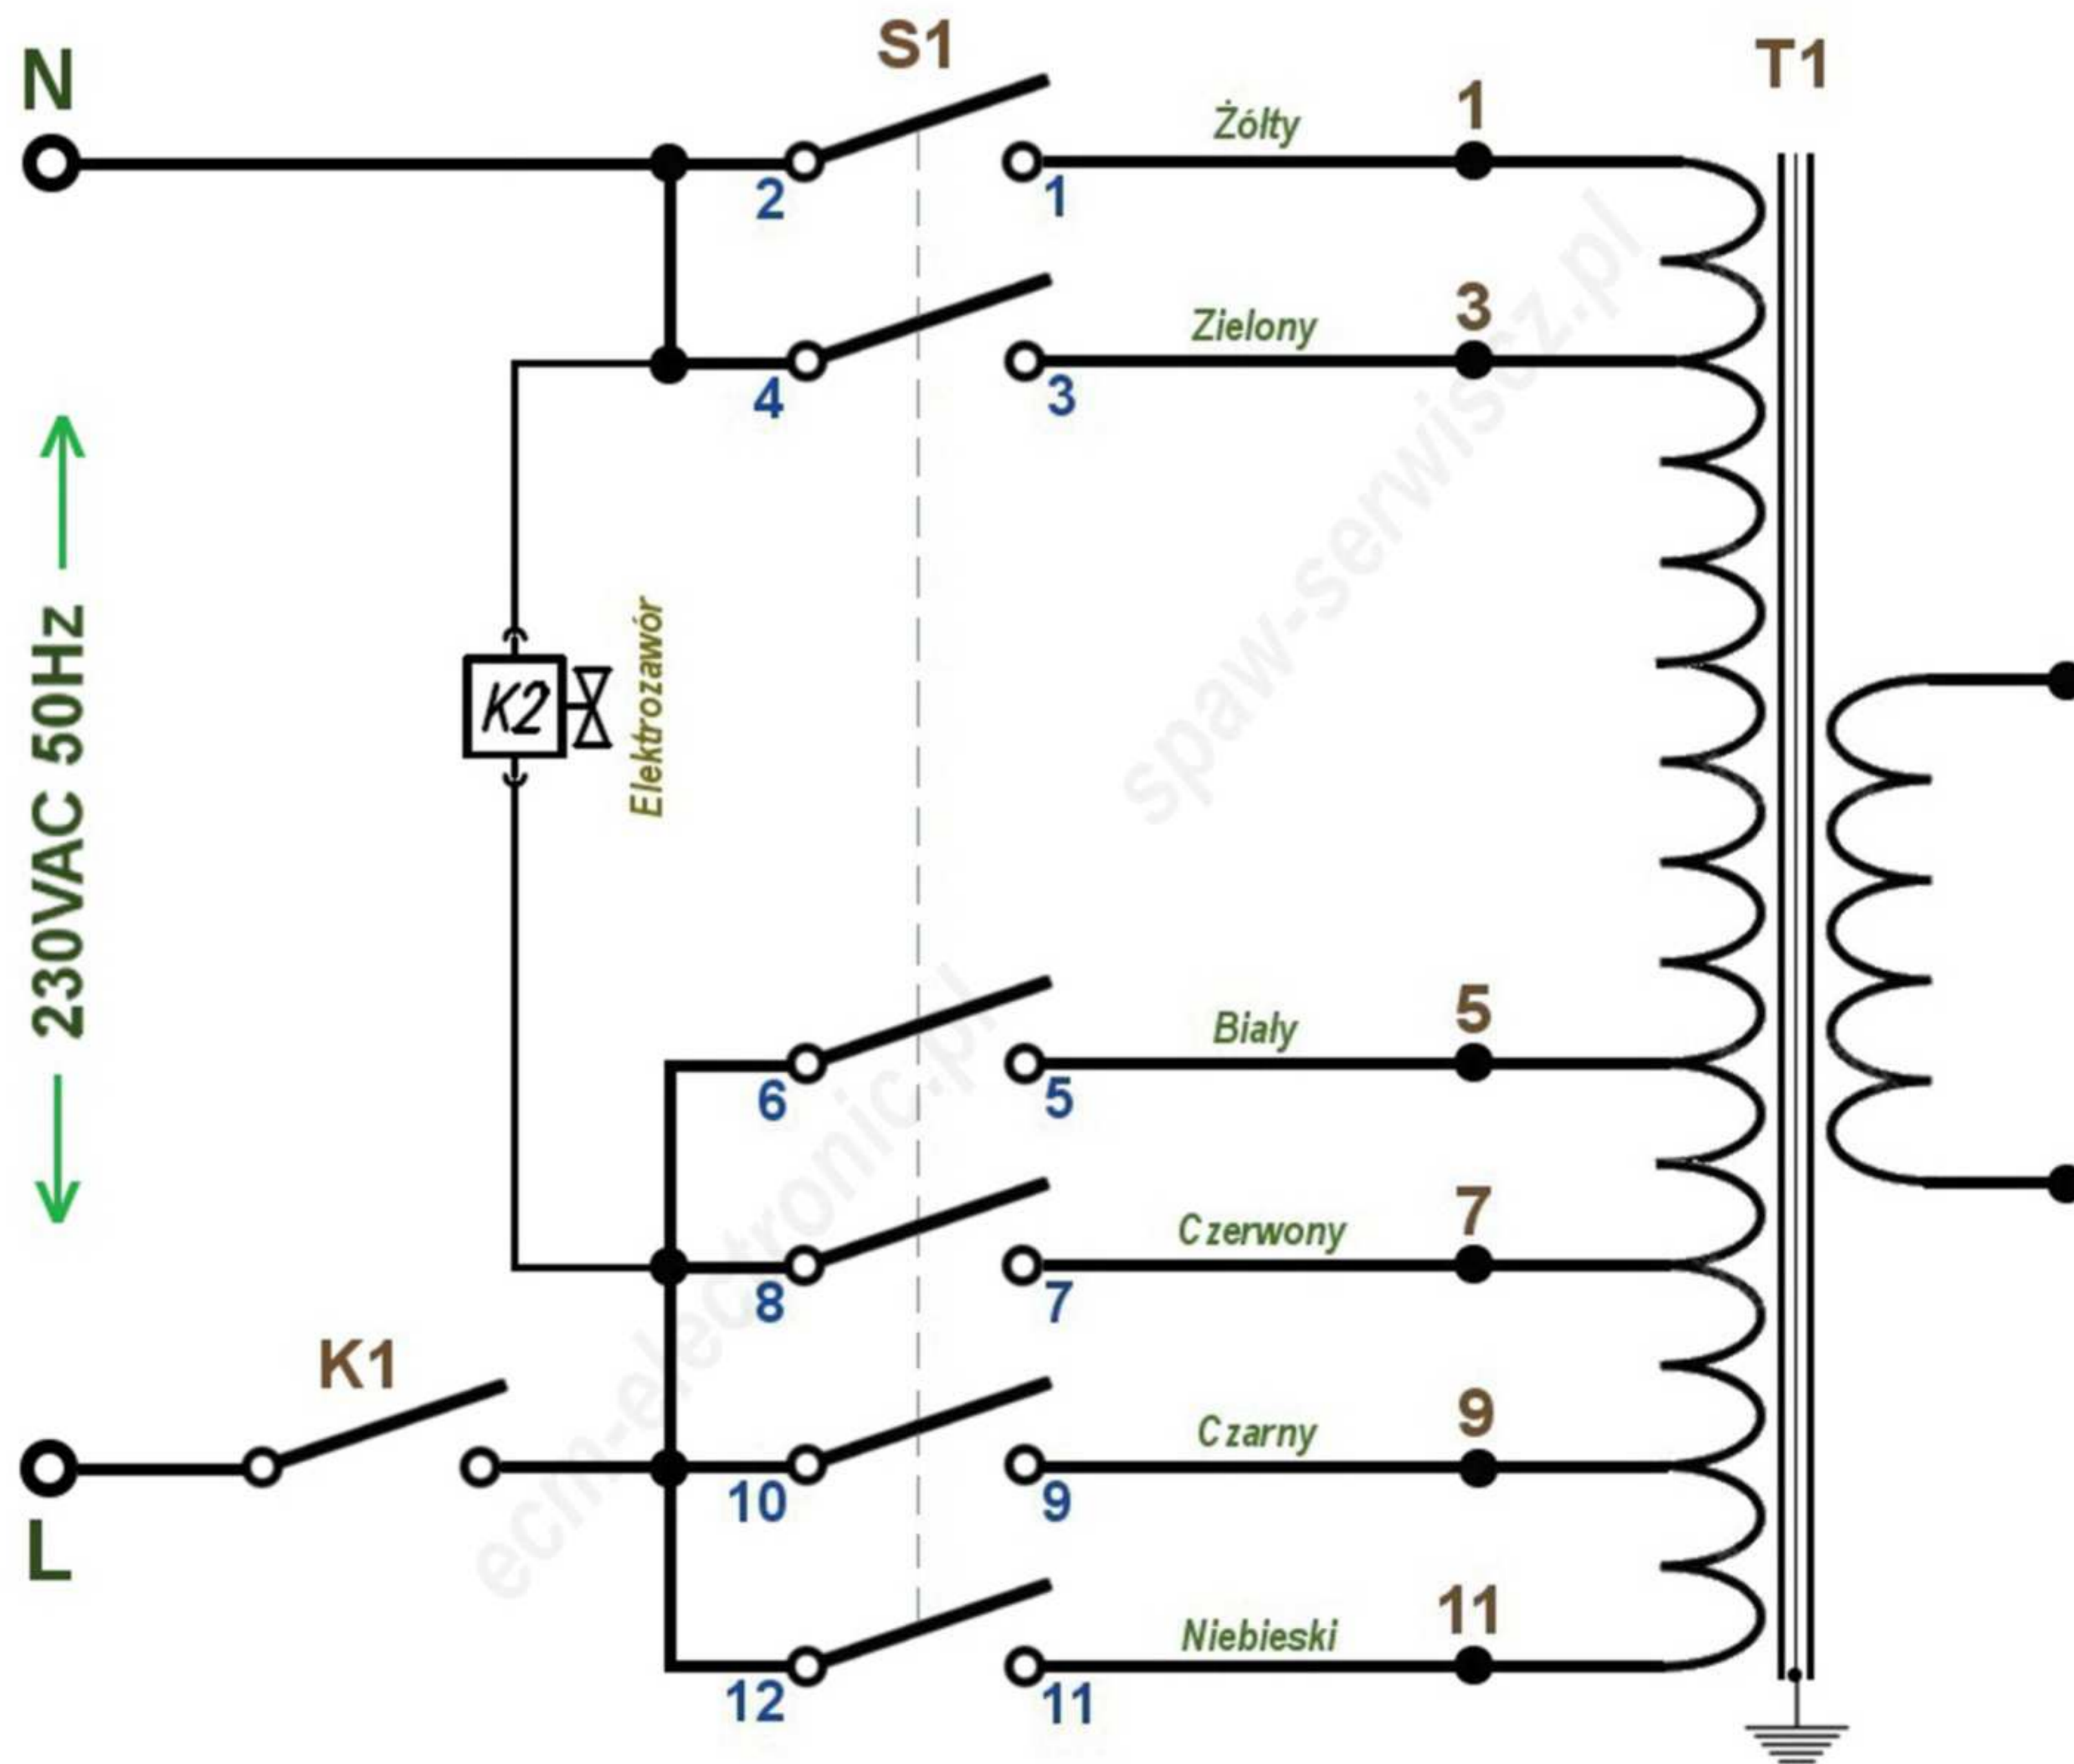 S1
T1
N
Żółty
1
2
1
Zielony
3
4
3
230VAC 50Hz
K2
Elektrozawór
spaw-serwiscz.pl
Biały
5
6
5
Czerwony
7
8
7
K1
Czarny
9
10
9
L
ecm-electronic.pl
Niebieski
11
12
11